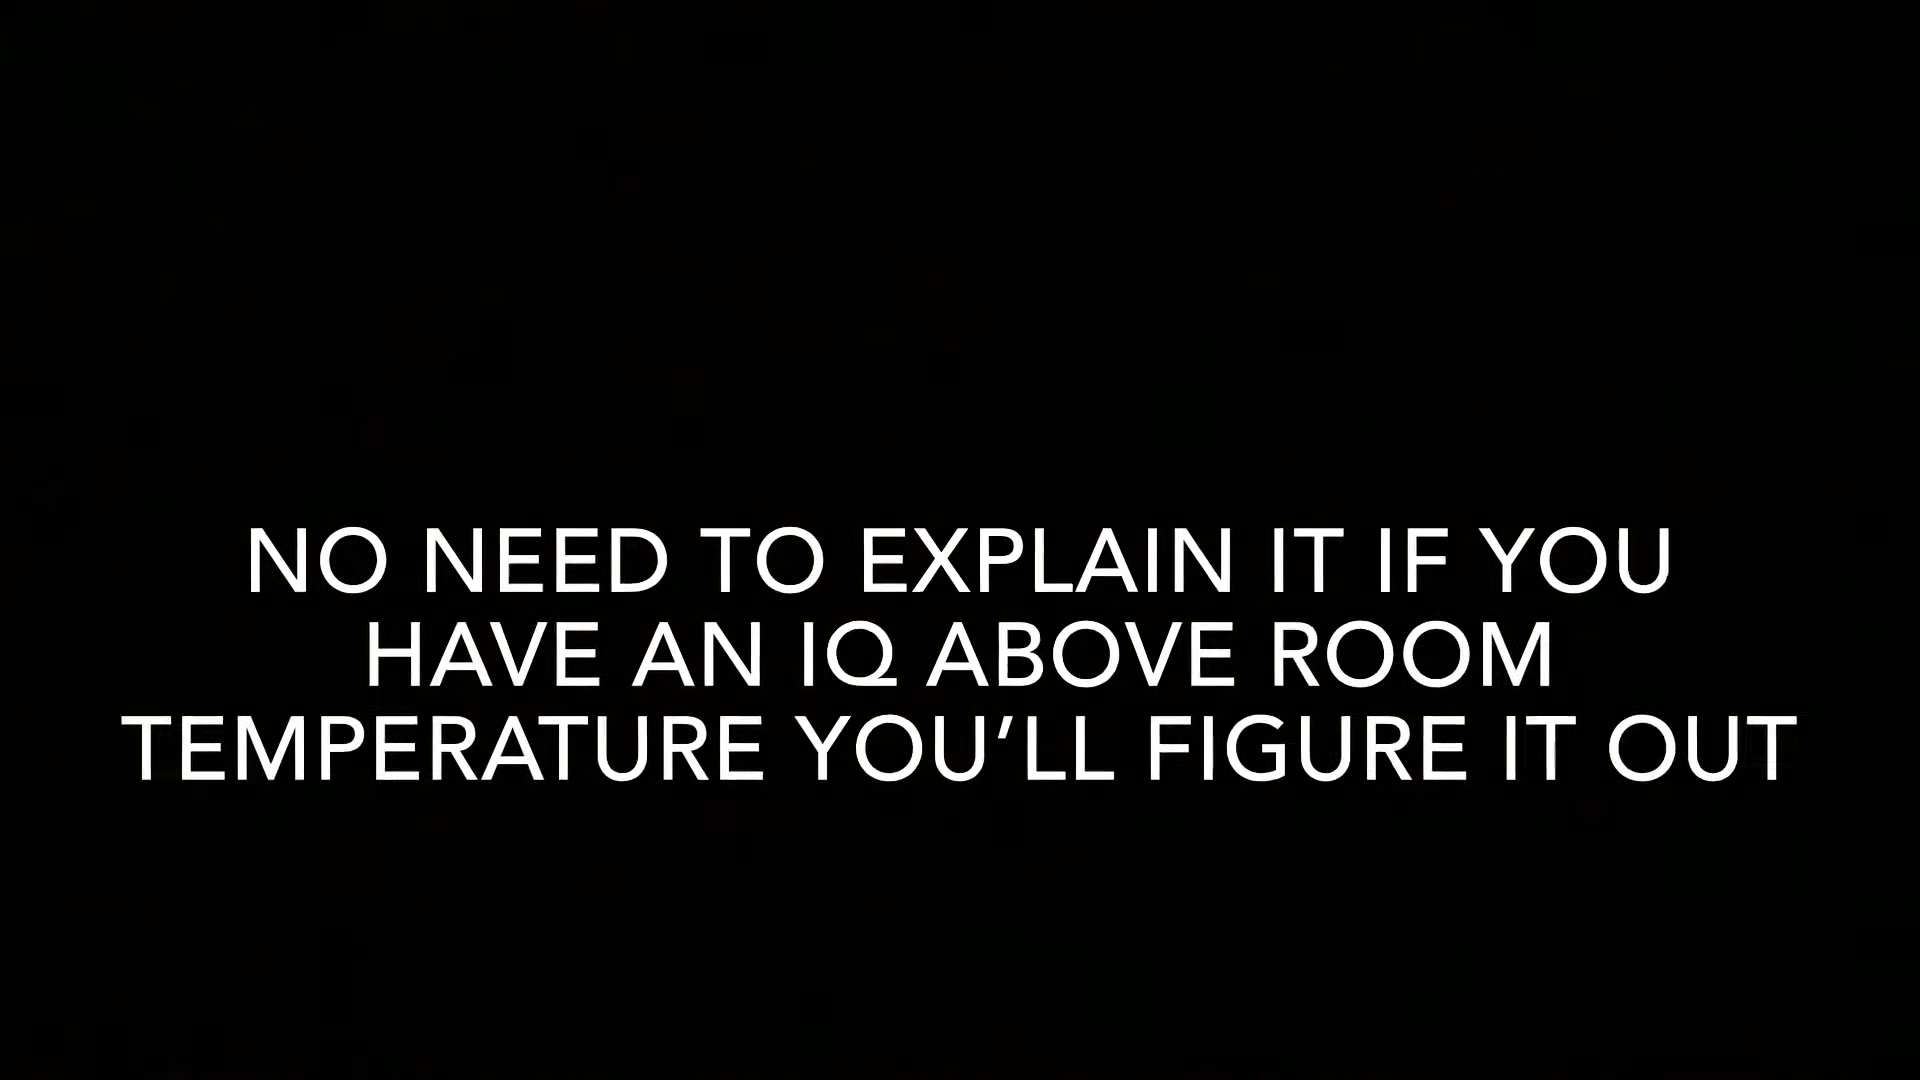 NO NEED TO EXPLAIN IT IF YOU
HAVE AN IQ ABOVE ROOM
TEMPERATURE YOU’LL FIGURE IT OUT